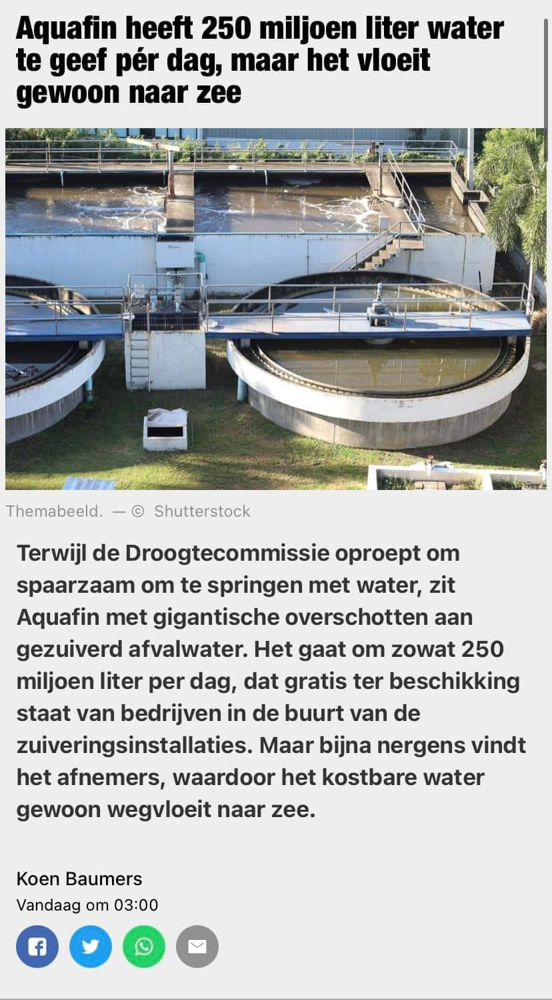 Aquafin heeft 250 miljoen liter water
te geef pér dag, maar het vloeit
gewoon naar zee
Themabeeld. — © Shutterstock
Terwijl de Droogtecommissie oproept om
spaarzaam om te springen met water, zit
Aquafin met gigantische overschotten aan
gezuiverd afvalwater. Het gaat om zowat 250
miljoen liter per dag, dat gratis ter beschikking
staat van bedrijven in de buurt van de
zuiveringsinstallaties. Maar bijna nergens vindt
het afnemers, waardoor het kostbare water
gewoon wegvloeit naar zee.
Koen Baumers
Vandaag om 03:00